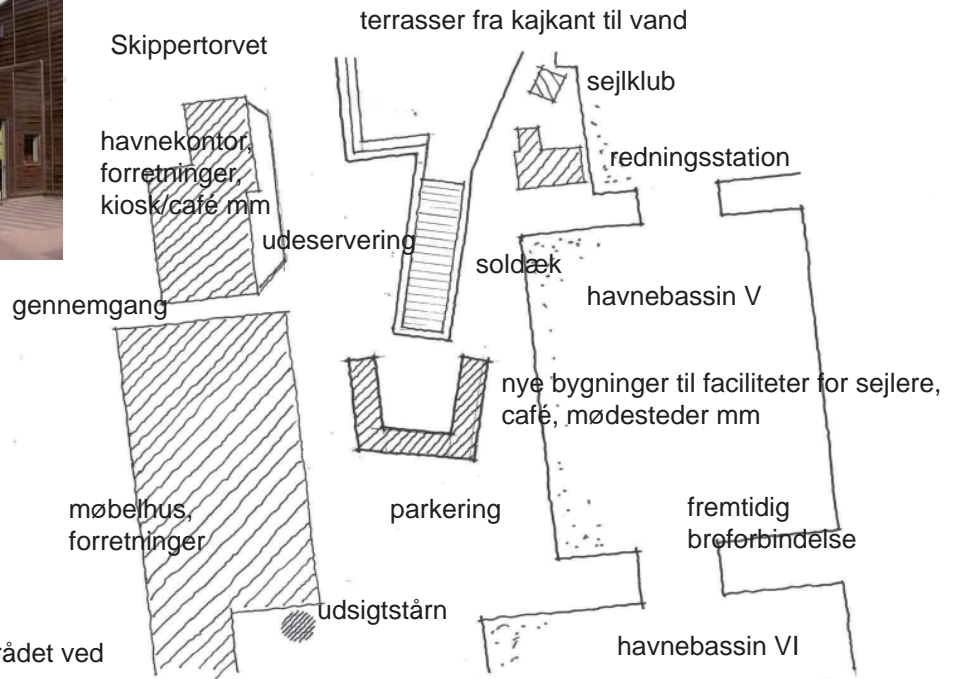 terrasser fra kajkant til vand
Skippertorvet
sejlklub
havnekontor,
forretninger,
kiosk/café mm
redningsstation
udeservering
soldæk
havnebassin V
gennemgang
nye bygninger til faciliteter for sejlere,
café, mødesteder mm
møbelhus,
forretninger
parkering
fremtidig
broforbindelse
udsigtstårn
havnebassin VI
ved